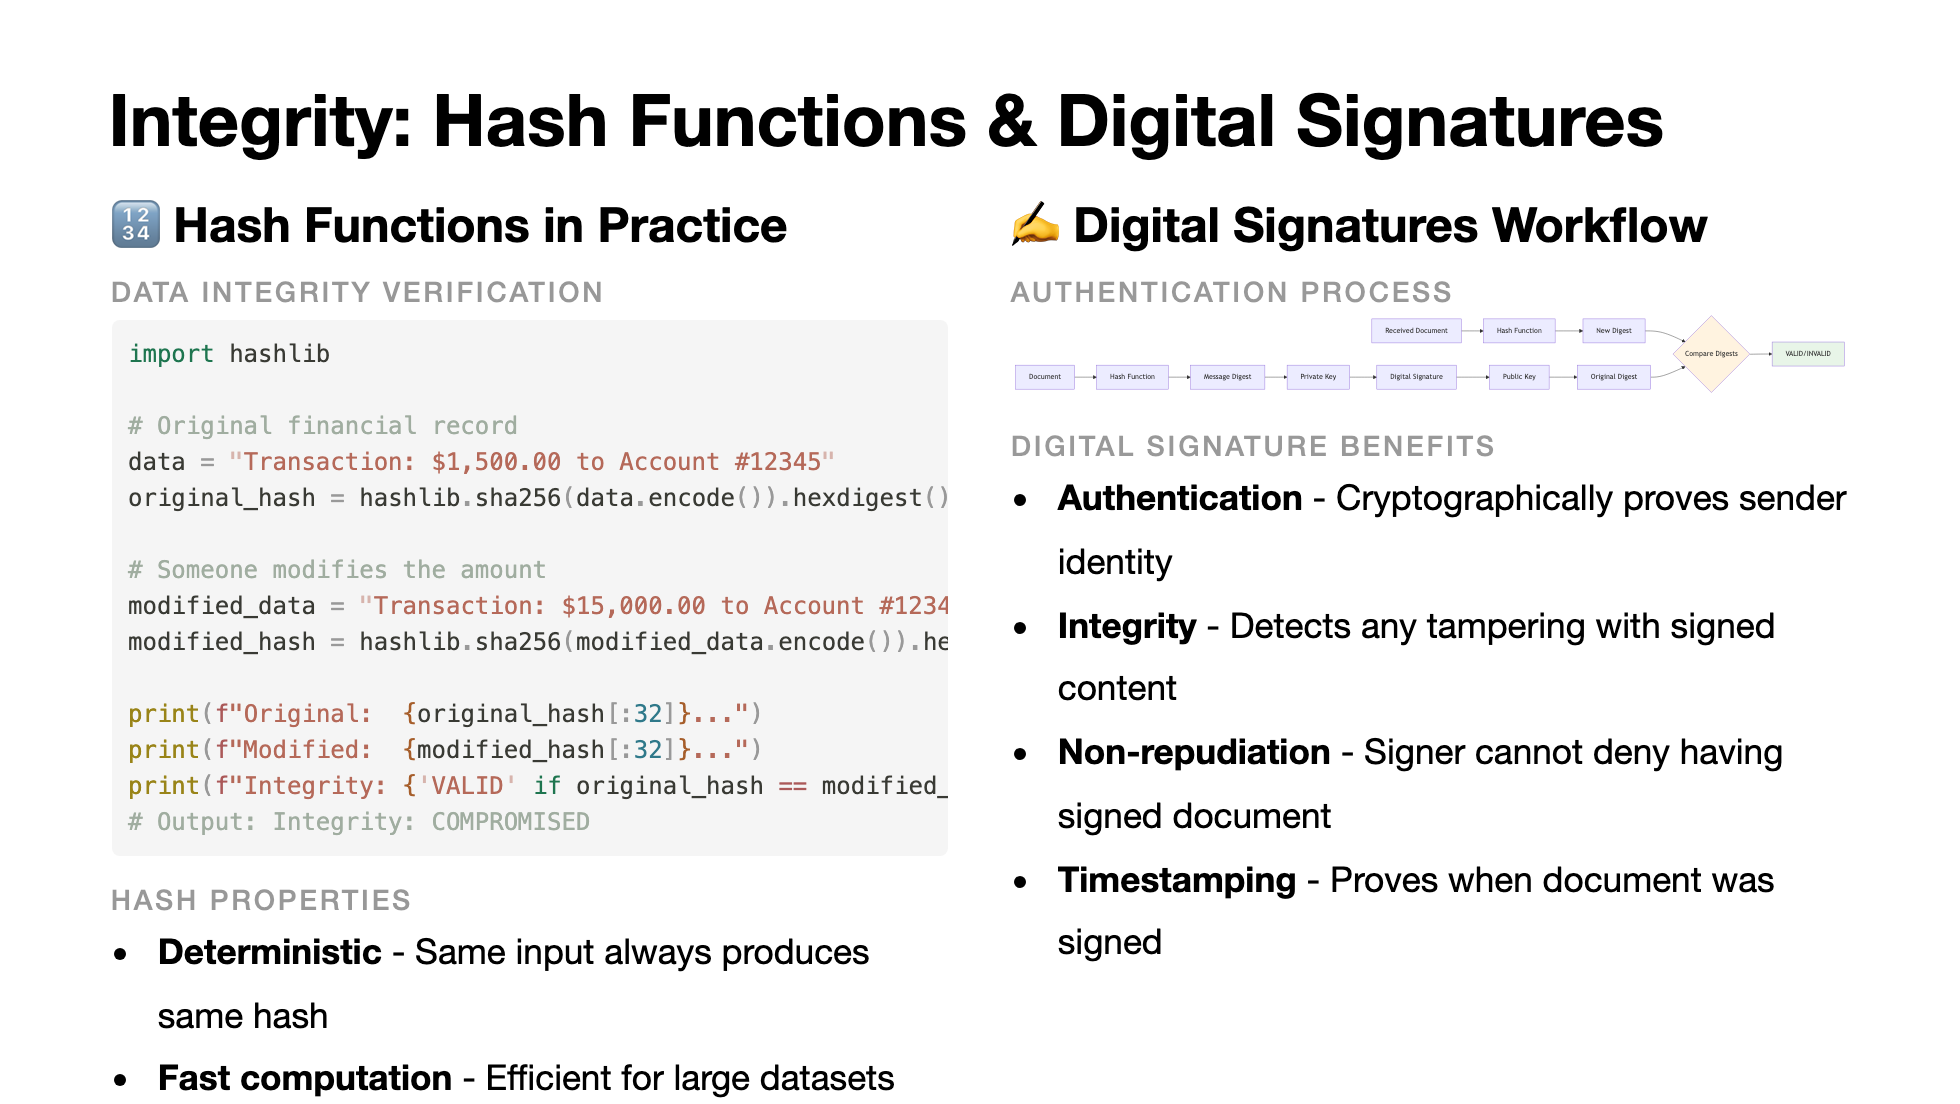 Integrity: Hash Functions & Digital Signatures
🔢 Hash Functions in Practice
DATA INTEGRITY VERIFICATION
import hashlib
# Original financial record
data = "Transaction: $1,500.00 to Account #12345"
original_hash = hashlib.sha256(data.encode()).hexdigest()
# Someone modifies the amount
modified_data = "Transaction: $15,000.00 to Account #1234
modified_hash = hashlib.sha256(modified_data.encode()).he
print(f"Original:  {original_hash[:32]}...")
print(f"Modified:  {modified_hash[:32]}...")
print(f"Integrity: {'VALID' if original_hash == modified_
# Output: Integrity: COMPROMISED
HASH PROPERTIES
• Deterministic - Same input always produces
same hash
• Fast computation - Efficient for large datasets
✍️ Digital Signatures Workflow
AUTHENTICATION PROCESS
Received Document
Hash Function
New Digest
Compare Digests
VALID/INVALID
Document
Hash Function
Message Digest
Private Key
Digital Signature
Public Key
Original Digest
DIGITAL SIGNATURE BENEFITS
• Authentication - Cryptographically proves sender
identity
• Integrity - Detects any tampering with signed
content
• Non-repudiation - Signer cannot deny having
signed document
• Timestamping - Proves when document was
signed